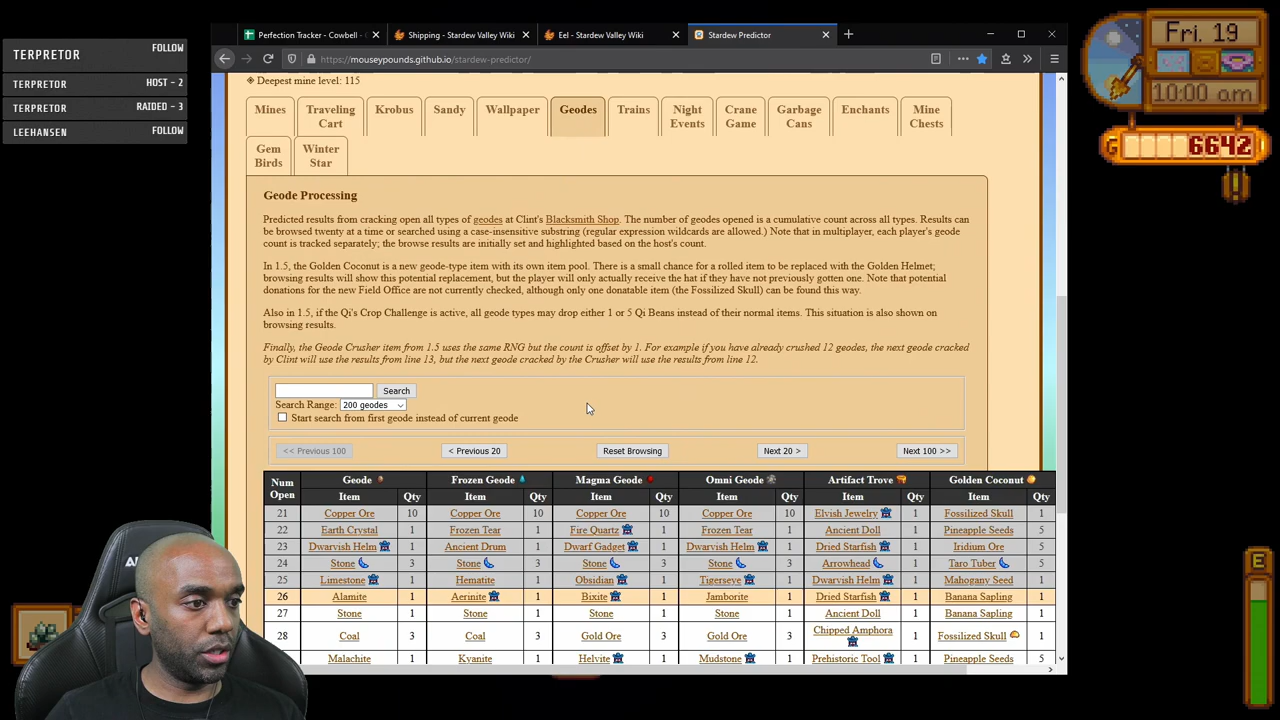 TERPRETOR FOLLOW
TERPRETOR HOST - 2
TERPRETOR RAIDED - 3
LEEHANSEN FOLLOW
Perfection Tracker - Cowbell -
Shipping - Stardew Valley Wiki
Eel - Stardew Valley Wiki
Stardew Predictor
https://mouseypounds.github.io/stardew-predictor/
Fri. 19
10:00 am
6642
Deepest mine level: 115
Mines
Traveling Cart
Krobus
Sandy
Wallpaper
Geodes
Trains
Night Events
Crane Game
Garbage Cans
Enchants
Mine Chests
Gem Birds
Winter Star
Geode Processing
Predicted results from cracking open all types of geodes at Clint's Blacksmith Shop. The number of geodes opened is a cumulative count across all types. Results can
be browsed twenty at a time or searched using a case-insensitive substring (regular expression wildcards are allowed.) Note that in multiplayer, each player's geode
count is tracked separately; the browse results are initially set and highlighted based on the host's count.
In 1.5, the Golden Coconut is a new geode-type item with its own item pool. There is a small chance for a rolled item to be replaced with the Golden Helmet;
browsing results will show this potential replacement, but the player will only actually receive the hat if they have not previously gotten one. Note that potential
donations for the new Field Office are not currently checked, although only one donatable item (the Fossilized Skull) can be found this way.
Also in 1.5, if the Qi's Crop Challenge is active, all geode types may drop either 1 or 5 Qi Beans instead of their normal items. This situation is also shown on
browsing results.
Finally, the Geode Crusher item from 1.5 uses the same RNG but the count is offset by 1. For example if you have already crushed 12 geodes, the next geode cracked
by Clint will use the results from line 13, but the next geode cracked by the Crusher will use the results from line 12.
Search
Search Range: 200 geodes
Start search from first geode instead of current geode
<< Previous 100 < Previous 20 Reset Browsing Next 20 > Next 100 >>
Num Open Geode Frozen Geode Magma Geode Omni Geode Artifact Trove Golden Coconut
Item Qty Item Qty Item Qty Item Qty Item Qty Item Qty
21 Copper Ore 10 Copper Ore 10 Copper Ore 10 Copper Ore 10 Elvish Jewelry 1 Fossilized Skull 1
22 Earth Crystal 1 Frozen Tear 1 Fire Quartz 1 Frozen Tear 1 Ancient Doll 1 Pineapple Seeds 5
23 Dwarvish Helm 1 Ancient Drum 1 Dwarf Gadget 1 Dwarvish Helm 1 Dried Starfish 1 Iridium Ore 5
24 Stone 3 Stone 3 Stone 3 Stone 3 Arrowhead 1 Taro Tuber 5
25 Limestone 1 Hematite 1 Obsidian 1 Tigerseye 1 Dwarvish Helm 1 Mahogany Seed 5
26 Alamite 1 Aerinite 1 Bixite 1 Jamborite 1 Dried Starfish 1 Banana Sapling 1
27 Stone 1 Stone 1 Stone 1 Stone 1 Ancient Doll 1 Banana Sapling 1
28 Coal 3 Coal 3 Gold Ore 3 Gold Ore 3 Chipped Amphora 1 Fossilized Skull 1
Malachite 1 Kyanite 1 Helvite 1 Mudstone 1 Prehistoric Tool 1 Pineapple Seeds 5
E